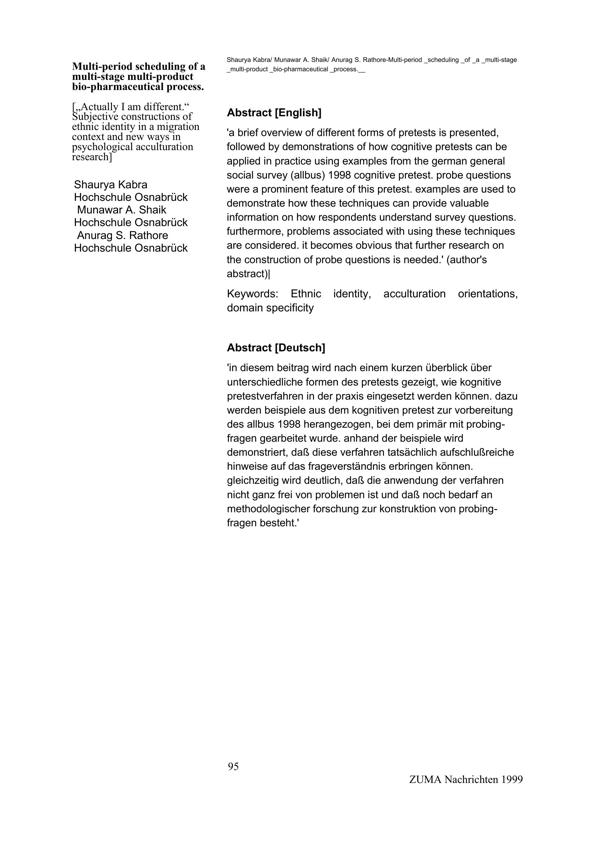 Multi-period scheduling of a
multi-stage multi-product
bio-pharmaceutical process.
[„Actually I am different.“
Subjective constructions of
ethnic identity in a migration
context and new ways in
psychological acculturation
research]
Shaurya Kabra
Hochschule Osnabrück
Munawar A. Shaik
Hochschule Osnabrück
Anurag S. Rathore
Hochschule Osnabrück
Shaurya Kabra/ Munawar A. Shaik/ Anurag S. Rathore-Multi-period _scheduling _of _a _multi-stage
_multi-product _bio-pharmaceutical _process.__
Abstract [English]
'a brief overview of different forms of pretests is presented,
followed by demonstrations of how cognitive pretests can be
applied in practice using examples from the german general
social survey (allbus) 1998 cognitive pretest. probe questions
were a prominent feature of this pretest. examples are used to
demonstrate how these techniques can provide valuable
information on how respondents understand survey questions.
furthermore, problems associated with using these techniques
are considered. it becomes obvious that further research on
the construction of probe questions is needed.' (author's
abstract)|
Keywords: Ethnic identity, acculturation orientations,
domain specificity
Abstract [Deutsch]
'in diesem beitrag wird nach einem kurzen überblick über
unterschiedliche formen des pretests gezeigt, wie kognitive
pretestverfahren in der praxis eingesetzt werden können. dazu
werden beispiele aus dem kognitiven pretest zur vorbereitung
des allbus 1998 herangezogen, bei dem primär mit probing-
fragen gearbeitet wurde. anhand der beispiele wird
demonstriert, daß diese verfahren tatsächlich aufschlußreiche
hinweise auf das frageverständnis erbringen können.
gleichzeitig wird deutlich, daß die anwendung der verfahren
nicht ganz frei von problemen ist und daß noch bedarf an
methodologischer forschung zur konstruktion von probing-
fragen besteht.'
95
ZUMA Nachrichten 1999